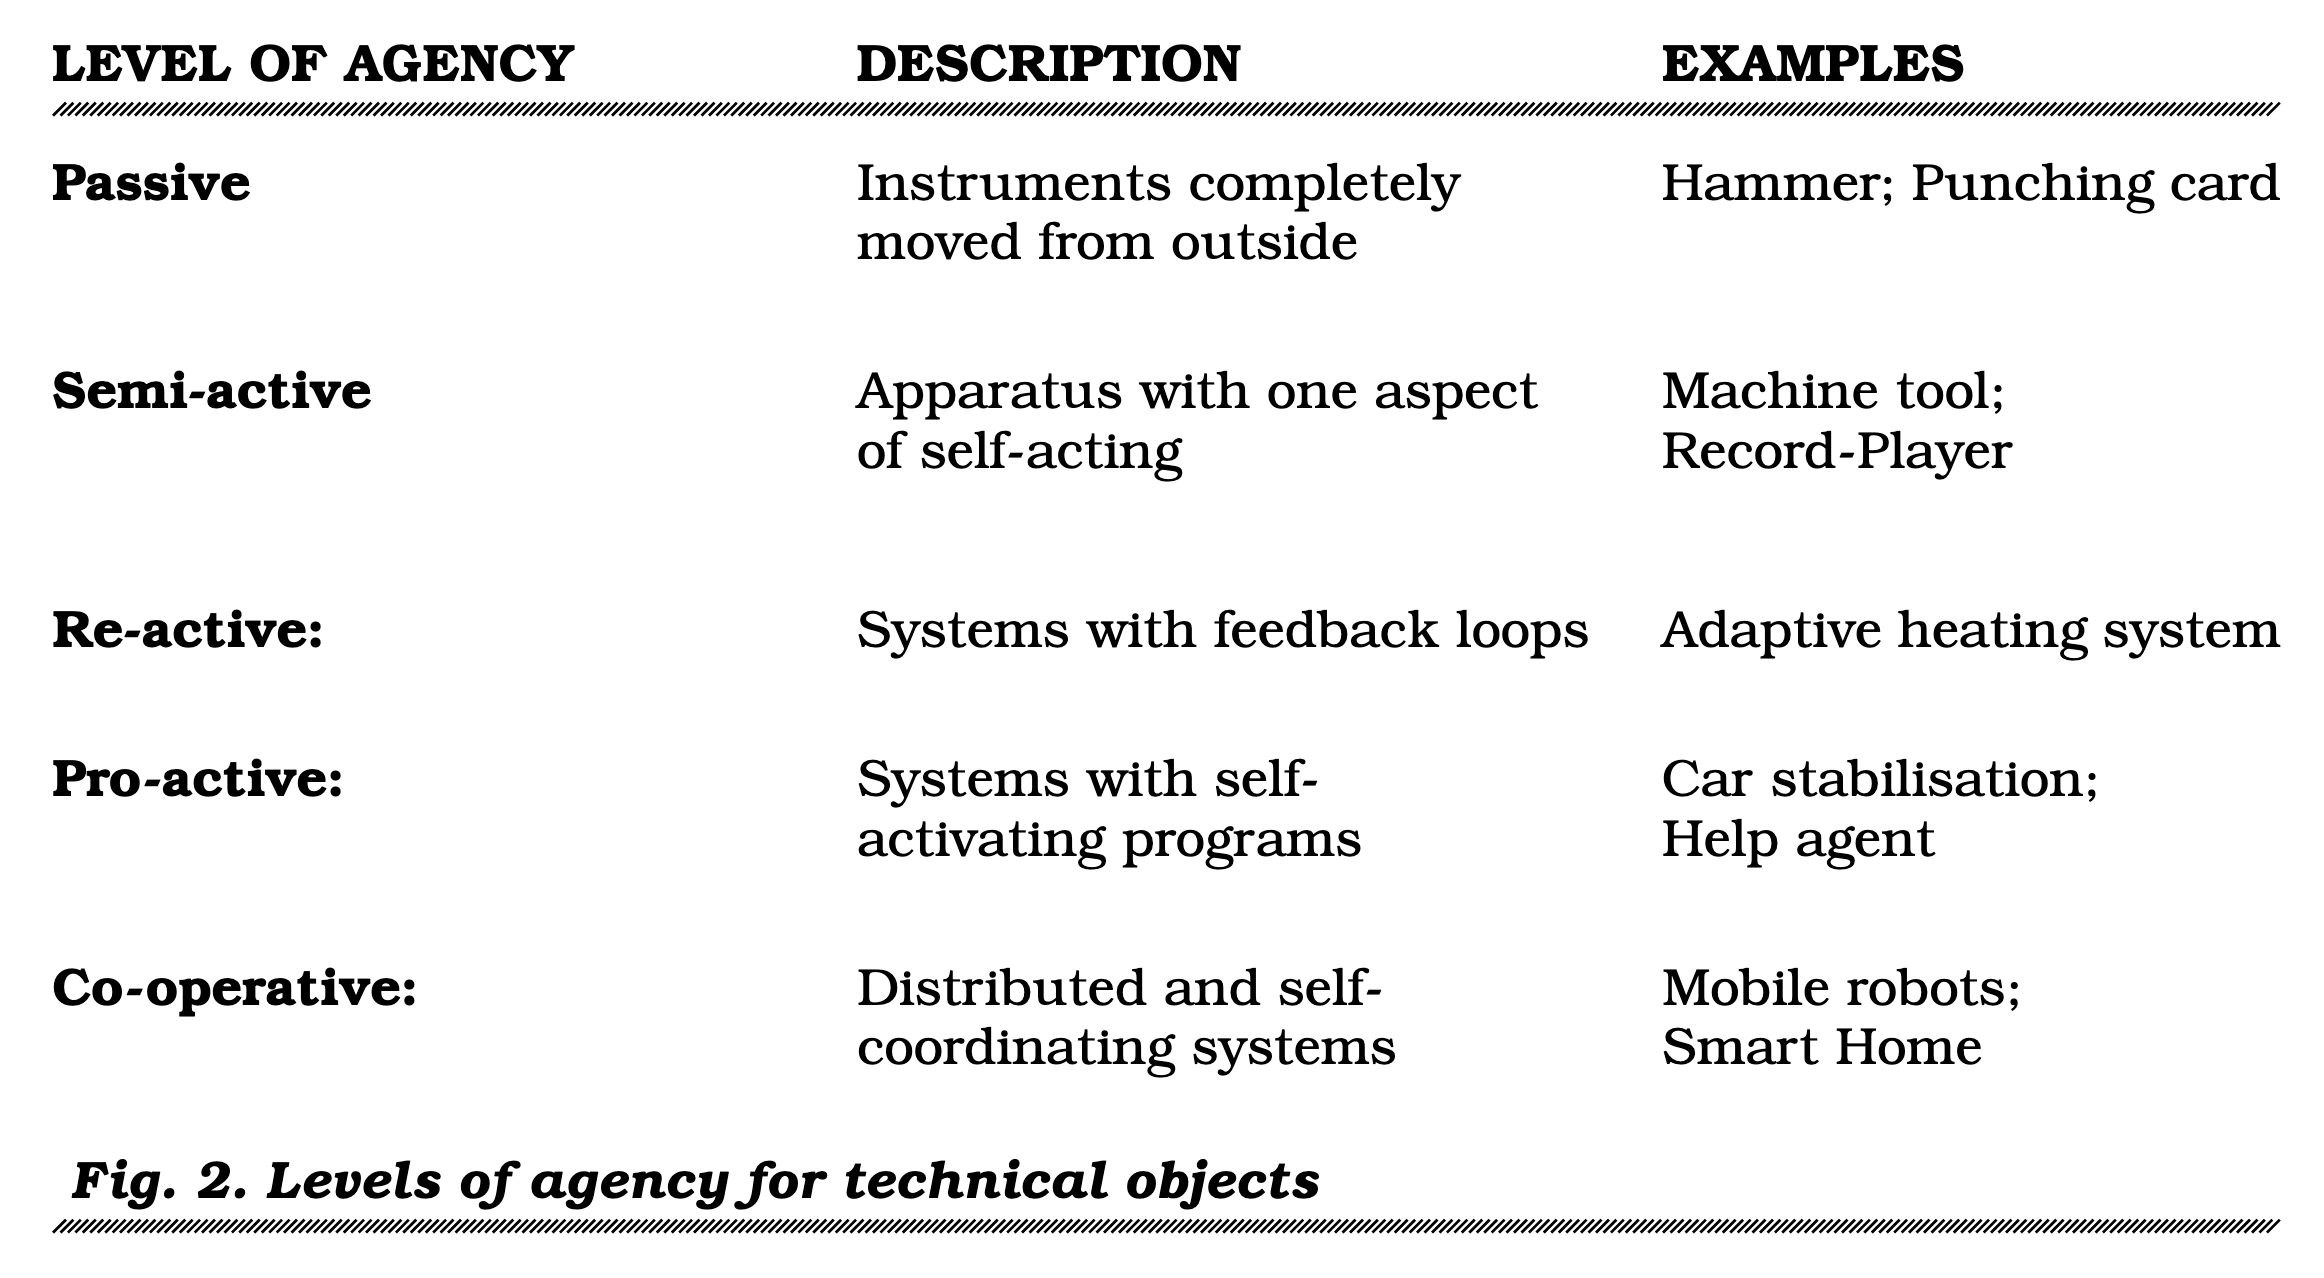 LEVEL OF AGENCY DESCRIPTION EXAMPLES
Passive Instruments completely Hammer; Punching card
moved from outside
Semi-active Apparatus with one aspect Machine tool;
of self-acting Record-Player
Re-active: Systems with feedback loops Adaptive heating system
Pro-active: Systems with self- Car stabilisation;
activating programs Help agent
Co-operative: Distributed and self- Mobile robots;
coordinating systems Smart Home
Fig. 2. Levels of agency for technical objects